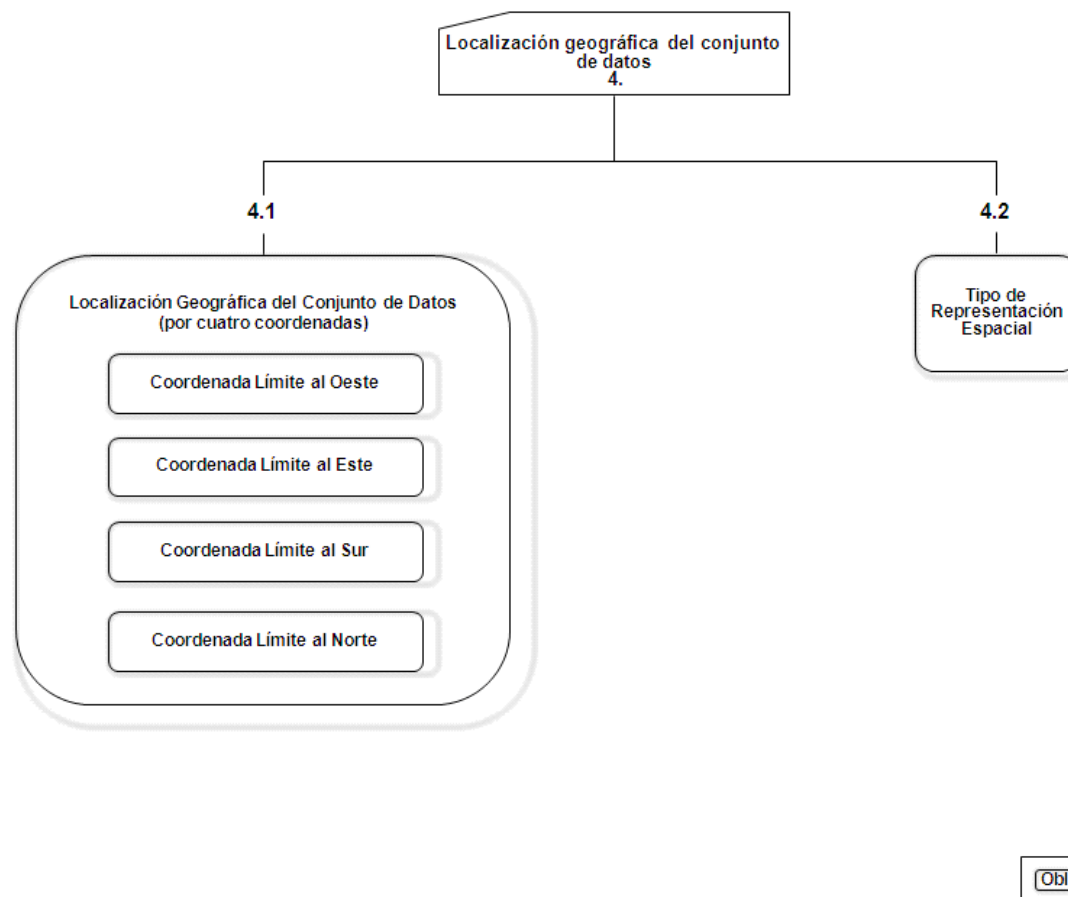 Localización geográfica del conjunto
de datos
4.
4.1
4.2
Localización Geográfica del Conjunto de Datos
(por cuatro coordenadas)
Coordenada Límite al Oeste
Coordenada Límite al Este
Coordenada Límite al Sur
Coordenada Límite al Norte
Tipo de
Representación
Espacial